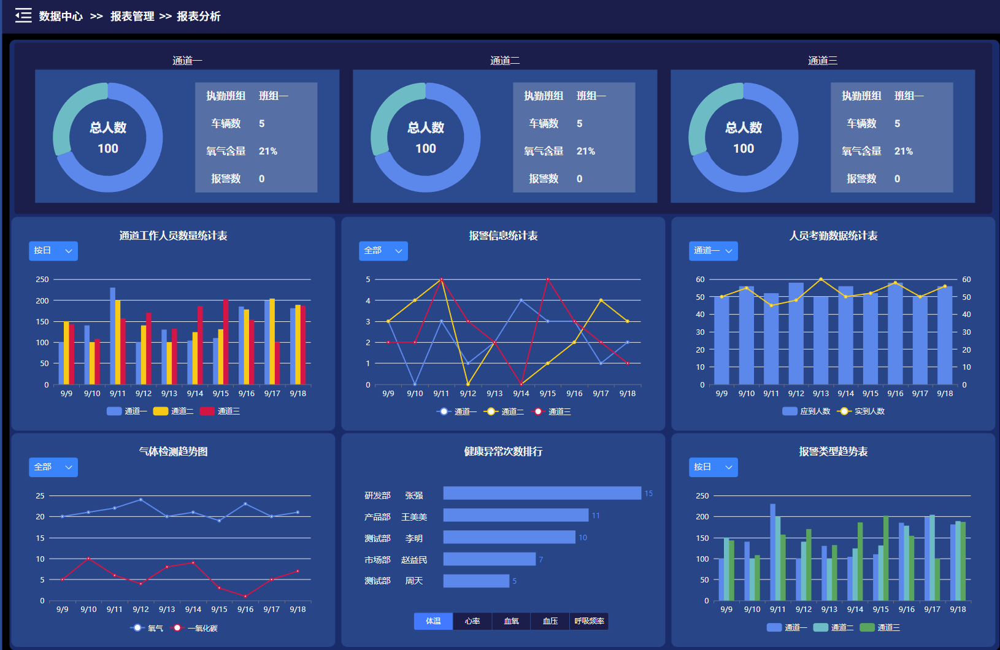 数据中心 >> 报表管理 >> 报表分析
通道一
总人数
100
执勤班组 班组一
车辆数 5
氧气含量 21%
报警数 0
通道二
总人数
100
执勤班组 班组一
车辆数 5
氧气含量 21%
报警数 0
通道三
总人数
100
执勤班组 班组一
车辆数 5
氧气含量 21%
报警数 0
通道工作人员数量统计表
按日
250
200
150
100
50
0
9/9 9/10 9/11 9/12 9/13 9/14 9/15 9/16 9/17 9/18
通道一 通道二 通道三
报警信息统计表
全部
5
4
3
2
1
0
9/9 9/10 9/11 9/12 9/13 9/14 9/15 9/16 9/17 9/18
通道一 通道二 通道三
人员考勤数据统计表
通道一
60 60
50 50
40 40
30 30
20 20
10 10
0 0
9/9 9/10 9/11 9/12 9/13 9/14 9/15 9/16 9/17 9/18
应到人数 实到人数
气体检测趋势图
全部
25
20
15
10
5
0
9/9 9/10 9/11 9/12 9/13 9/14 9/15 9/16 9/17 9/18
氧气 一氧化碳
健康异常次数排行
研发部 张强 15
产品部 王美美 11
测试部 李明 10
市场部 赵益民 7
测试部 周天 5
体温 心率 血氧 血压 呼吸频率
报警类型趋势表
按日
250
200
150
100
50
0
9/9 9/10 9/11 9/12 9/13 9/14 9/15 9/16 9/17 9/18
通道一 通道二 通道三